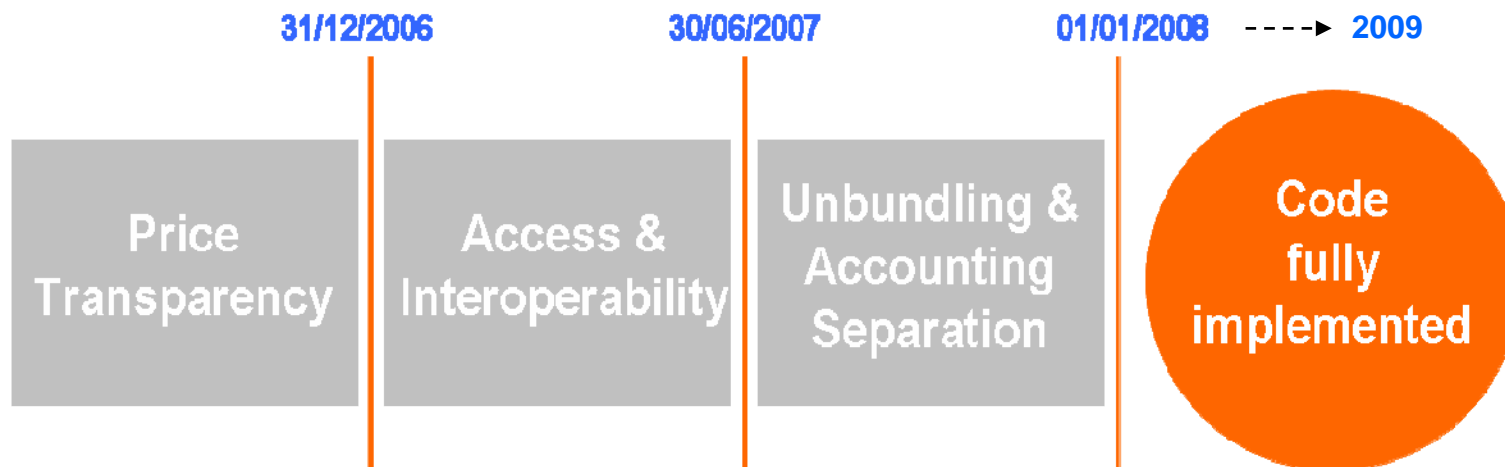 31/12/2006 30/06/2007 01/01/2008 2009
Price
Transparency
Access &
Interoperability
Unbundling &
Accounting
Separation
Code
fully
implemented